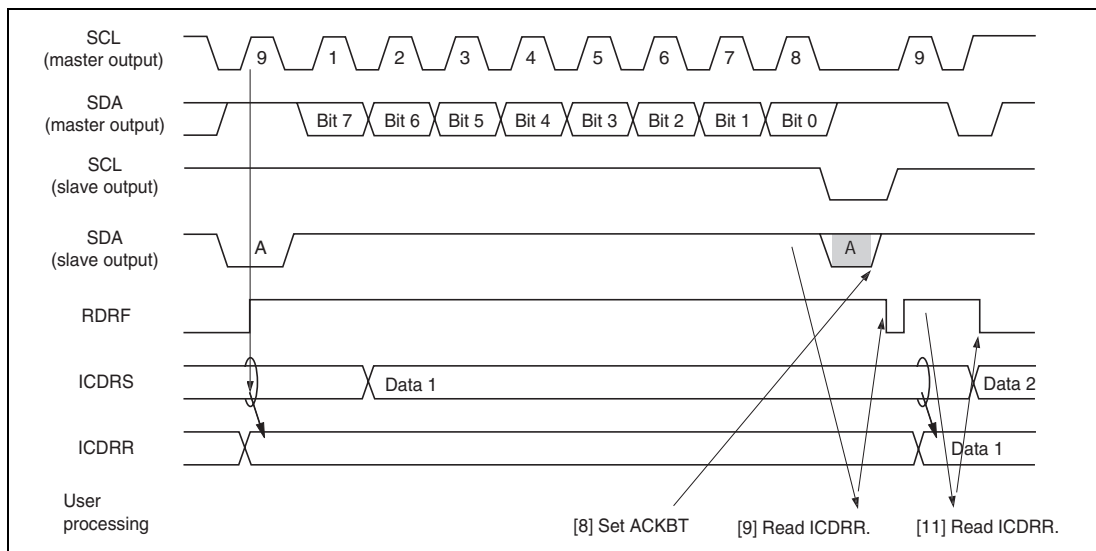 SCL
(master output)
9 1 2 3 4 5 6 7 8 9
SDA
(master output)
Bit 7 Bit 6 Bit 5 Bit 4 Bit 3 Bit 2 Bit 1 Bit 0
SCL
(slave output)
SDA
(slave output)
A A
RDRF
ICDRS
Data 1 Data 2
ICDRR
Data 1
User
processing
[8] Set ACKBT [9] Read ICDRR. [11] Read ICDRR.